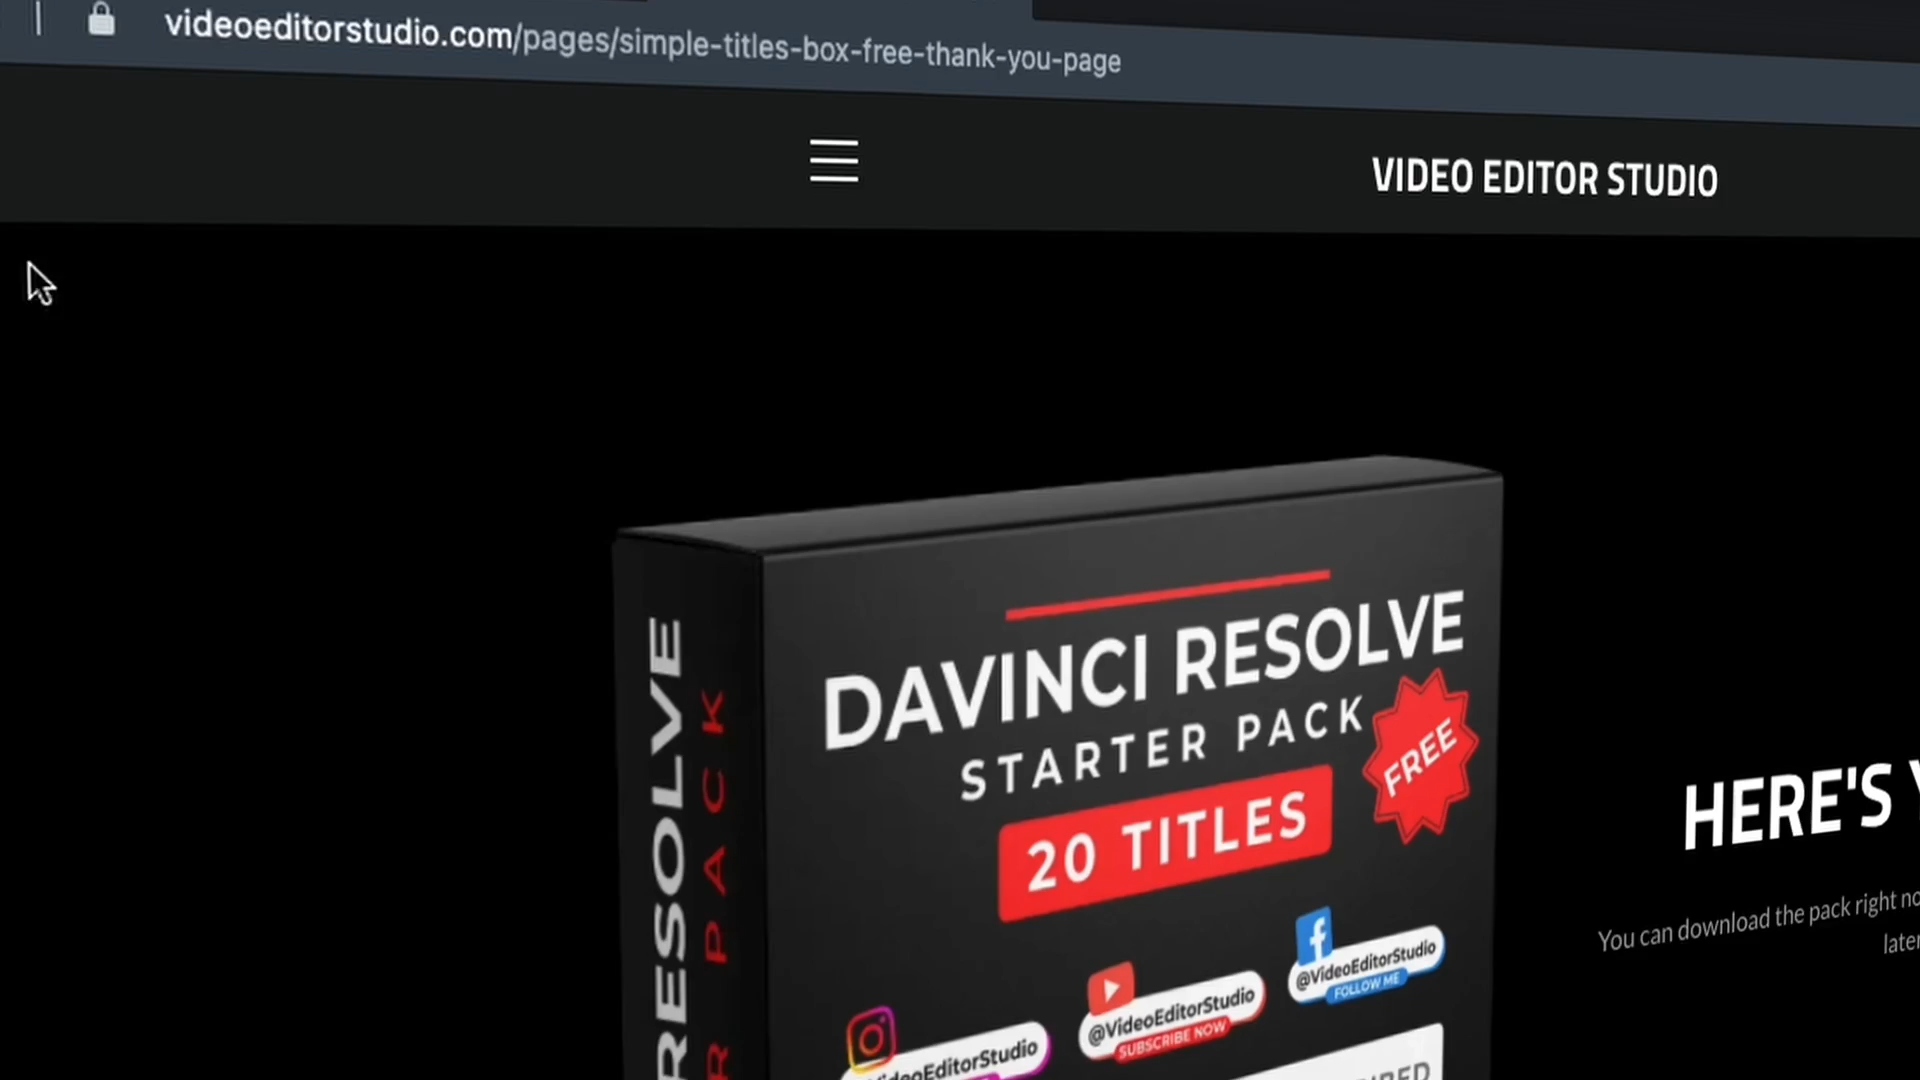 videoeditorstudio.com/pages/simple-titles-box-free-thank-you-page
VIDEO EDITOR STUDIO
RESOLVE
PACK
DAVINCI RESOLVE
STARTER PACK
FREE
20 TITLES
@VideoEditorStudio
FOLLOW ME
@VideoEditorStudio
SUBSCRIBE NOW
HERE'S
You can download the pack right